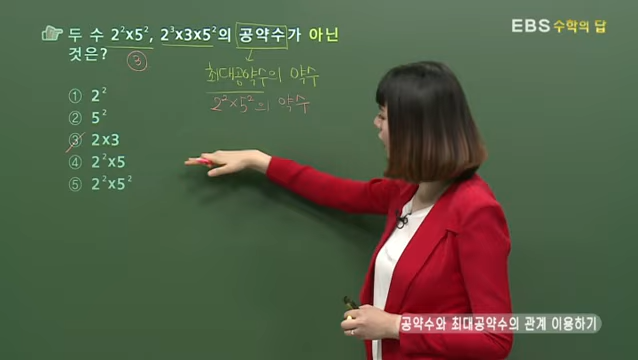 두 수 2²x5², 2³x3x5²의 공약수가 아닌
것은?
③
최대공약수의 약수
2²×5²의 약수
① 2²
② 5²
③ 2x3
④ 2²x5
⑤ 2²x5²
EBS 수학의 답
공약수와 최대공약수의 관계 이용하기